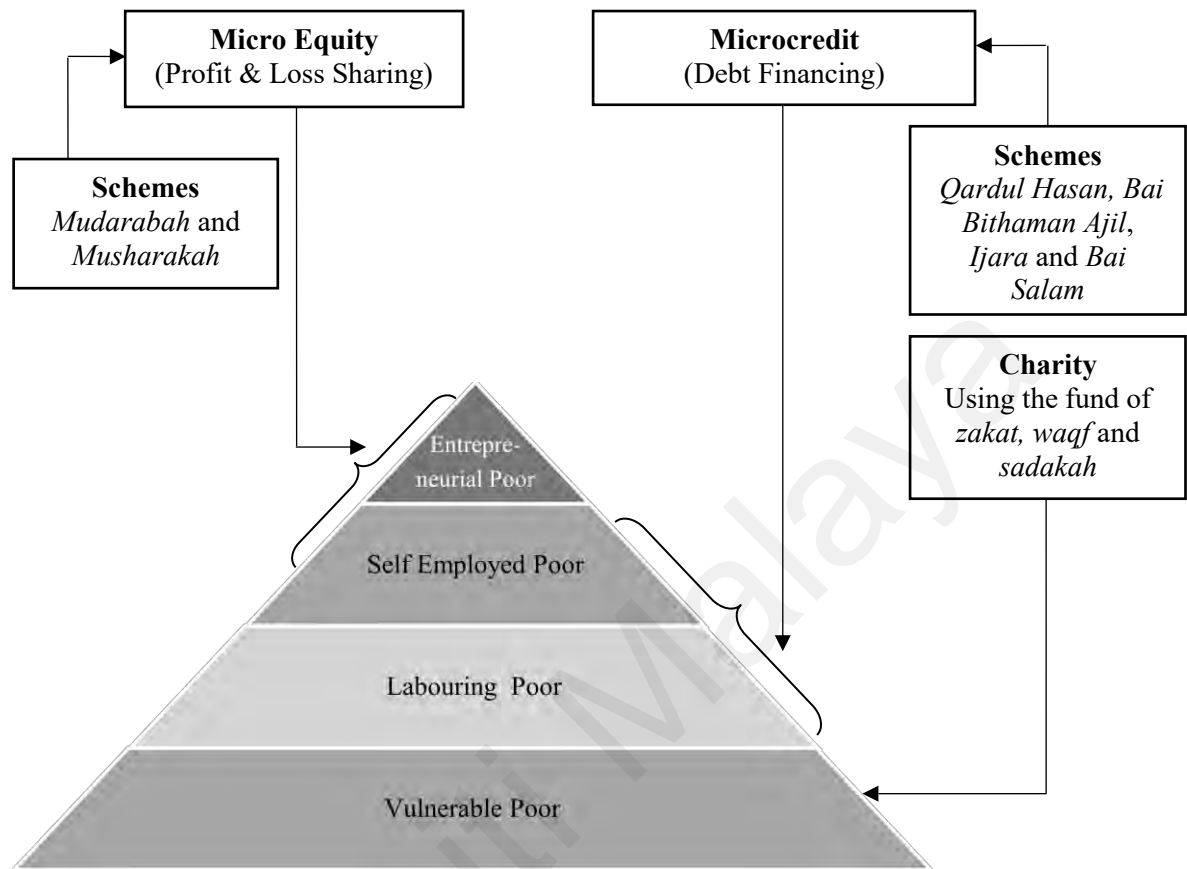 Micro Equity
(Profit & Loss Sharing)
Microcredit
(Debt Financing)
Schemes
Mudarabah and
Musharakah
Schemes
Qardul Hasan, Bai
Bithaman Ajil,
Ijara and Bai
Salam
Charity
Using the fund of
zakat, waqf and
sadakah
Entrepre-
neurial Poor
Self Employed Poor
Labouring Poor
Vulnerable Poor
iti Malaya